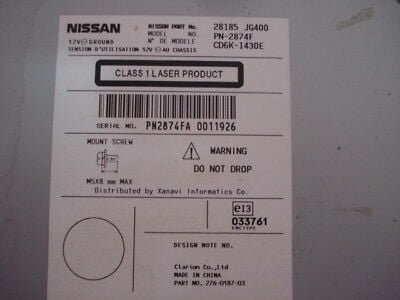 NISSAN NISSAN PART No. 28185 JG400
12V⊖GROUND MODEL NO. PN-2874F
TENSION D'UTILISATION 12V⊖AU CHASSIS N° DE MODELE CD6K-1430E
CLASS 1 LASER PRODUCT
SERIAL NO. PN2874FA 0011926
MOUNT SCREW
WARNING
DO NOT DROP
M5X8 mm MAX
Distributed by Xanavi Informatics Co.
e13
033761
DESIGN NOTE NO.
Clarion Co.,Ltd
MADE IN CHINA
PART NO. 276-0187-03